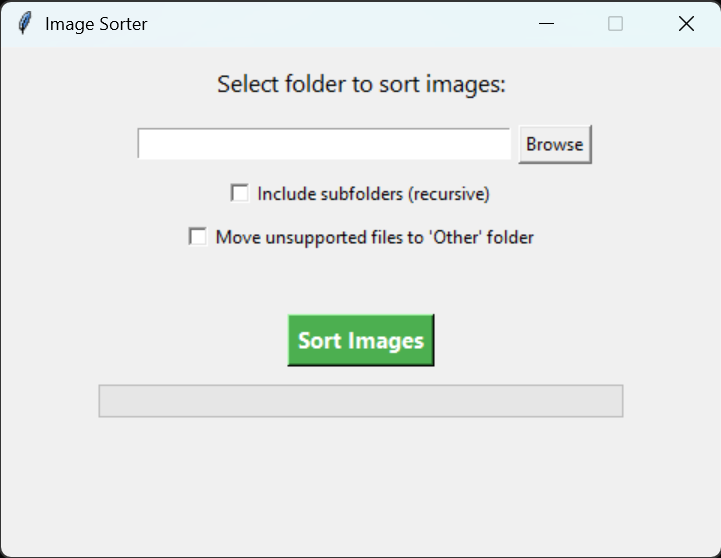 Image Sorter
Select folder to sort images:
Browse
Include subfolders (recursive)
Move unsupported files to 'Other' folder
Sort Images